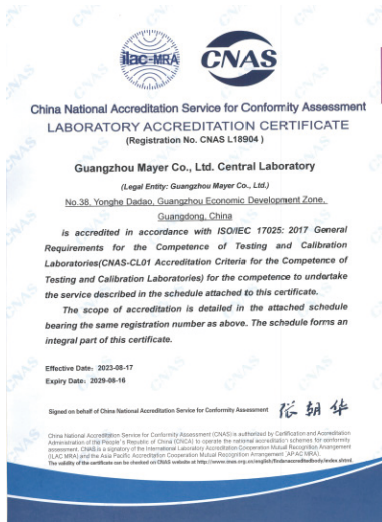 ilac-MRA
CNAS
China National Accreditation Service for Conformity Assessment
LABORATORY ACCREDITATION CERTIFICATE
(Registration No. CNAS L18904 )
Guangzhou Mayer Co., Ltd. Central Laboratory
(Legal Entity: Guangzhou Mayer Co., Ltd.)
No.38, Yonghe Dadao, Guangzhou Economic Development Zone,
Guangdong, China
is accredited in accordance with ISO/IEC 17025: 2017 General
Requirements for the Competence of Testing and Calibration
Laboratories(CNAS-CL01 Accreditation Criteria for the Competence of
Testing and Calibration Laboratories) for the competence to undertake
the service described in the schedule attached to this certificate.
The scope of accreditation is detailed in the attached schedule
bearing the same registration number as above. The schedule forms an
integral part of this certificate.
Effective Date: 2023-08-17
Expiry Date: 2029-08-16
Signed on behalf of China National Accreditation Service for Conformity Assessment 张朝华
China National Accreditation Service for Conformity Assessment (CNAS) is authorised by Certification and Accreditation
Administration of the People's Republic of China (CNCA) to operate the national accreditation schemes for conformity
assessment. CNAS is a signatory of the International Laboratory Accreditation Cooperation Mutual Recognition Arrangement
(ILAC MRA) and the Asia Pacific Accreditation Cooperation Mutual Recognition Arrangement (APAC MRA).
The validity of the certificate can be checked on CNAS website at